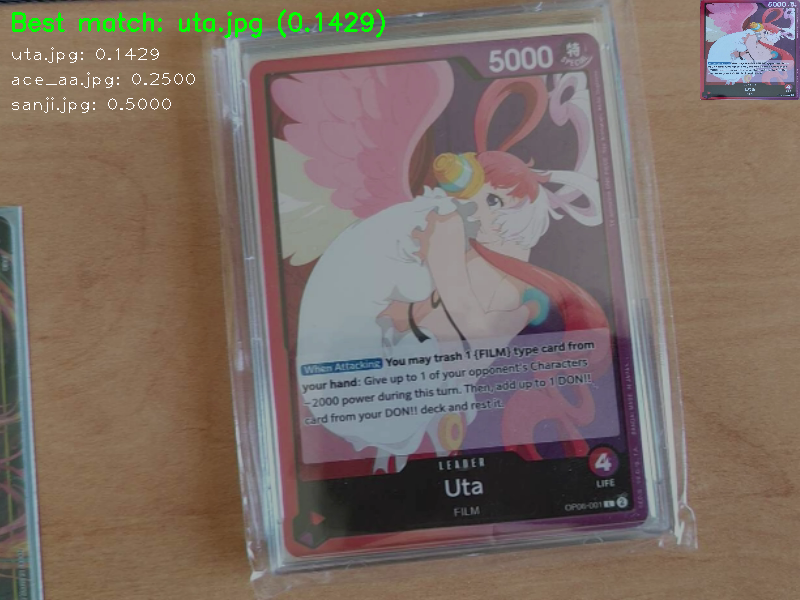 Best match: uta.jpg (0.1429)
uta.jpg: 0.1429
ace_aa.jpg: 0.2500
sanji.jpg: 0.5000
5000 特
When Attacking You may trash 1 {FILM} type card from
your hand: Give up to 1 of your opponent's Characters
−2000 power during this turn. Then, add up to 1 DON!!
card from your DON!! deck and rest it.
LEADER
4
LIFE
Uta
FILM
OP06-001 L 2